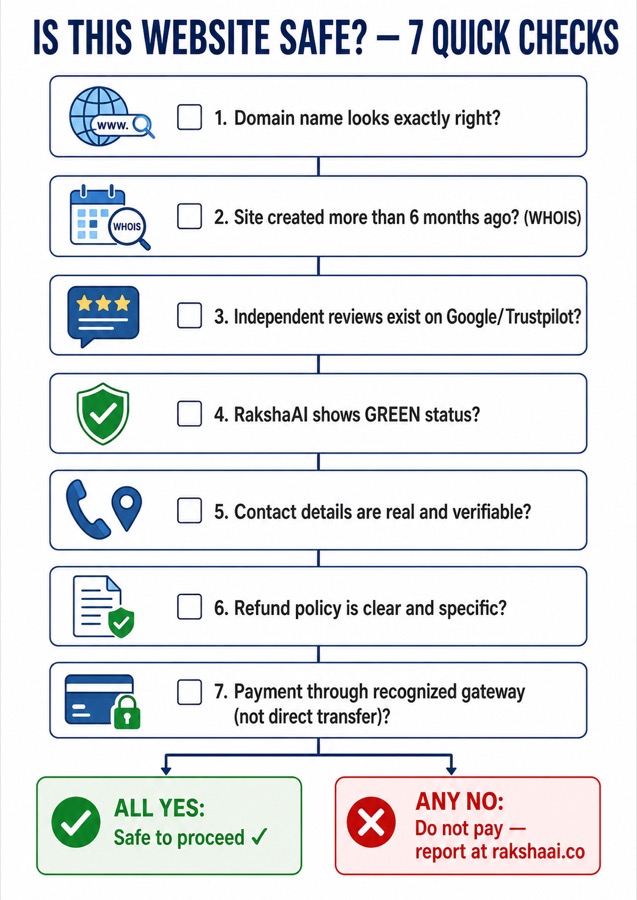 IS THIS WEBSITE SAFE? — 7 QUICK CHECKS
www.
1. Domain name looks exactly right?
WHOIS
2. Site created more than 6 months ago? (WHOIS)
3. Independent reviews exist on Google/Trustpilot?
4. RakshaAI shows GREEN status?
5. Contact details are real and verifiable?
6. Refund policy is clear and specific?
7. Payment through recognized gateway
(not direct transfer)?
ALL YES:
Safe to proceed ✓
ANY NO:
Do not pay —
report at rakshaai.co